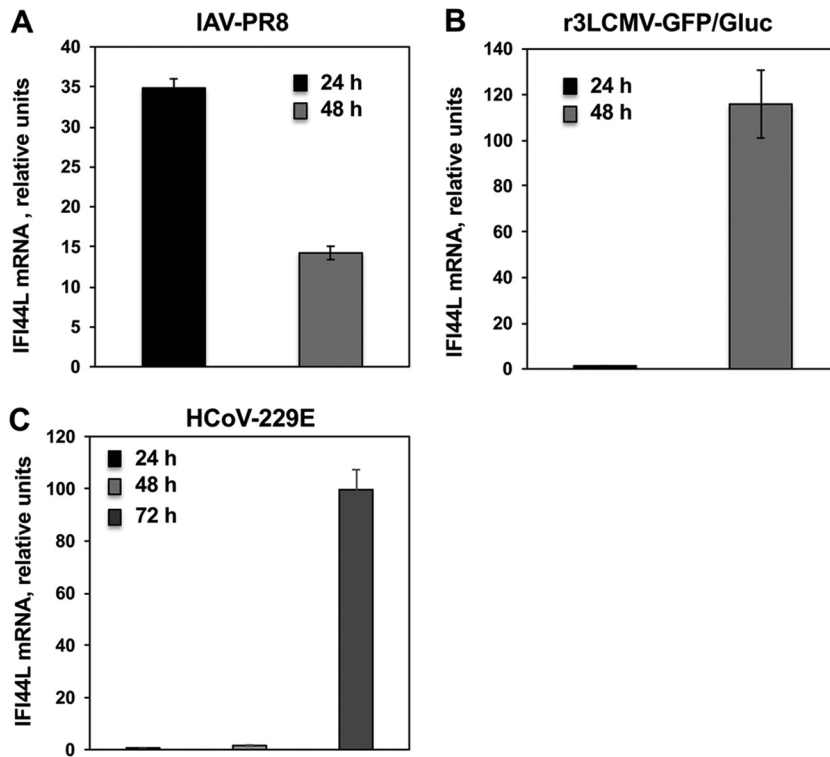 A
IAV-PR8
IFI44L mRNA , relative units
40
35
30
25
20
15
10
5
0
24 h
48 h
B
r3LCMV-GFP/Gluc
IFI44L mRNA, relative units
140
120
100
80
60
40
20
0
24 h
48 h
C
HCoV-229E
IFI44L mRNA, relative units
120
100
80
60
40
20
0
24 h
48 h
72 h